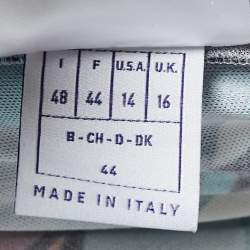 I F U.S.A. U.K.
48 44 14 16
B - CH - D - DK
44
MADE IN ITALY